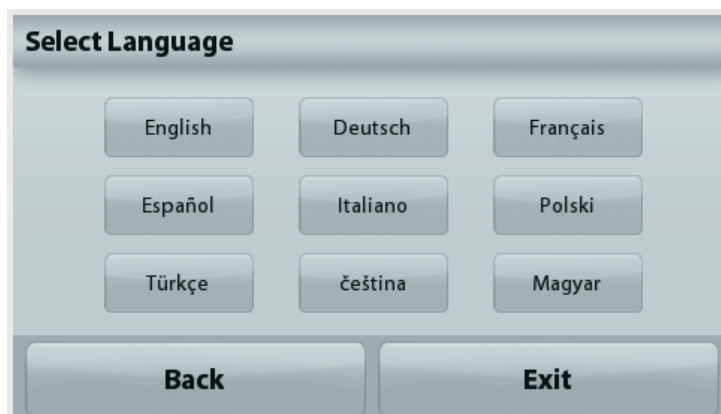 Select Language
English Deutsch Français
Español Italiano Polski
Türkçe čeština Magyar
Back Exit